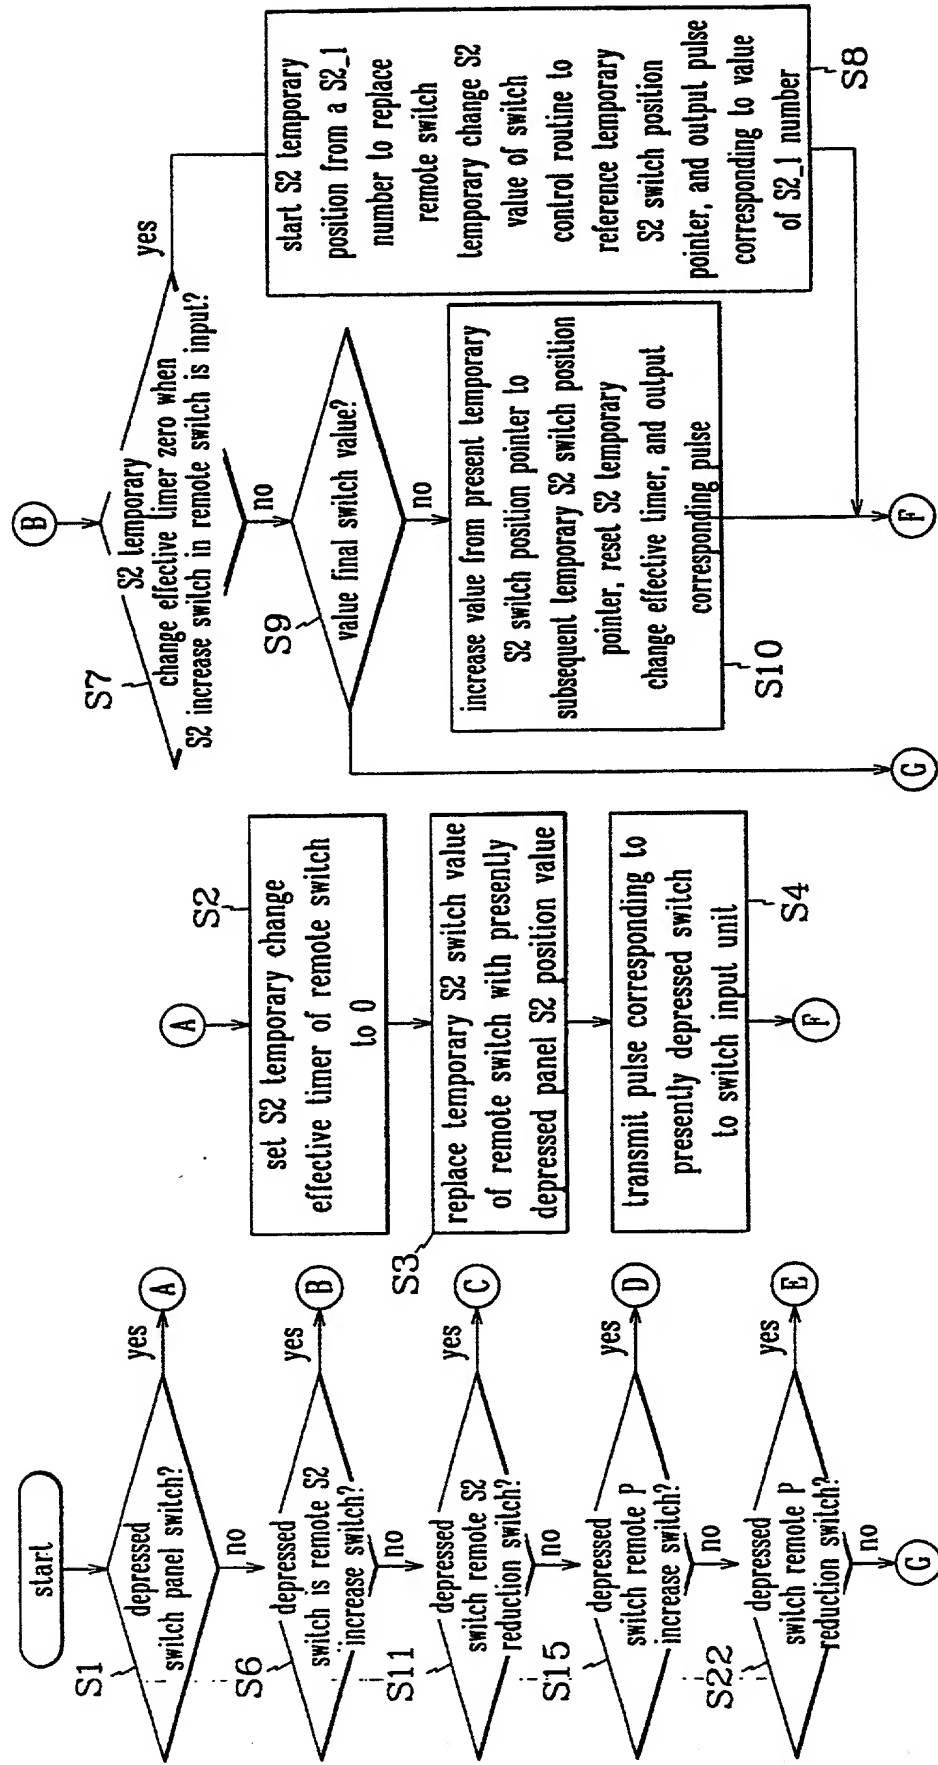 start
S1
depressed
switch panel switch?
yes
A
no
S6
depressed
switch is remote S2
increase switch?
yes
B
no
S11
depressed
switch remote S2
reduction switch?
yes
C
no
S15
depressed
switch remote P
increase switch?
yes
D
no
S22
depressed
switch remote P
reduction switch?
yes
E
no
G
A
S2
set S2 temporary change
effective timer of remote switch
to 0
S3
replace temporary S2 switch value
of remote switch with presently
depressed panel S2 position value
transmit pulse corresponding to
presently depressed switch
to switch input unit
S4
F
B
S7
S2 temporary
change effective timer zero when
S2 increase switch in remote switch is input?
yes
no
S9
value final switch value?
no
increase value from present temporary
S2 switch position pointer to
subsequent temporary S2 switch position
pointer, reset S2 temporary
change effective timer, and output
corresponding pulse
S10
G
start S2 temporary
position from a S2_1
number to replace
remote switch
temporary change S2
value of switch
control routine to
reference temporary
S2 switch position
pointer, and output pulse
corresponding to value
of S2_1 number
S8
F